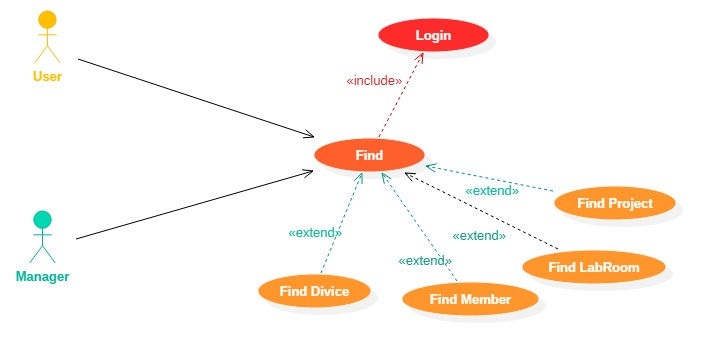 Login
User
«include»
Find
«extend»
Find Project
«extend»
«extend»
«extend»
Manager
Find LabRoom
Find Divice
Find Member